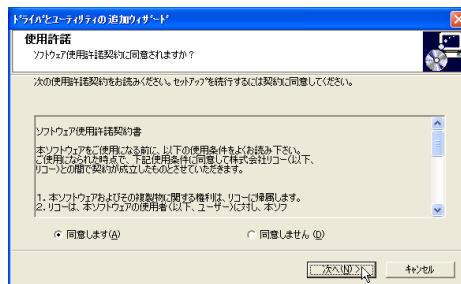 ドライバとユーティリティの追加ウィザード
使用許諾
ソフトウェア使用許諾契約に同意されますか?
次の使用許諾契約をお読みください。セットアップを続行するには契約に同意してください。
ソフトウェア使用許諾契約書
本ソフトウェアをご使用になる前に、以下の使用条件をよくお読み下さい。
ご使用になられた時点で、下記使用条件に同意して株式会社リコー(以下、
リコー)との間で契約が成立したものとさせていただきます。
1. 本ソフトウェアおよびその複製物に関する権利は、リコーに帰属します。
2. リコーは、本ソフトウェアの使用者(以下、ユーザー)に対し、本ソフ
同意します(A)
同意しません(D)
次へ(N) >
キャンセル